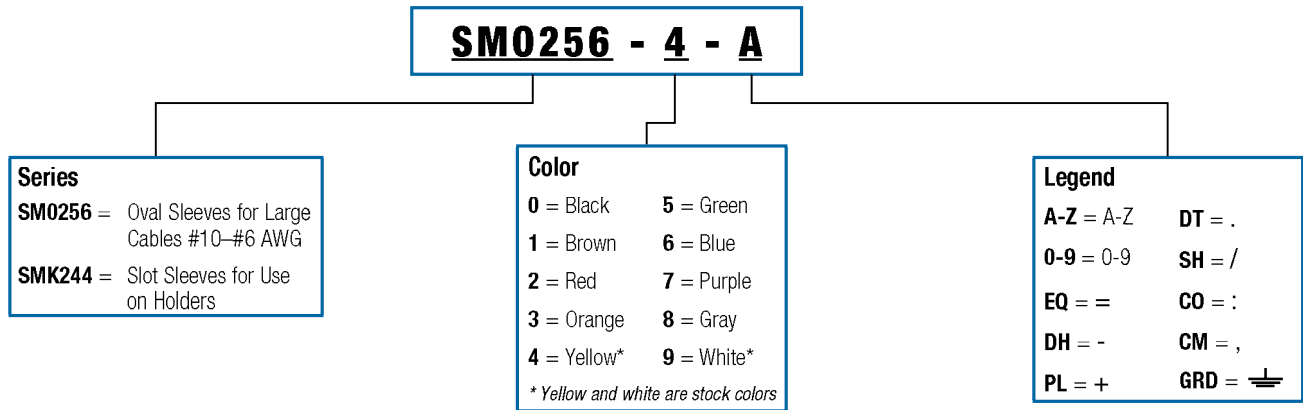 SM0256 - 4 - A
Series
SM0256 = Oval Sleeves for Large
Cables #10–#6 AWG
SMK244 = Slot Sleeves for Use
on Holders
Color
0 = Black
1 = Brown
2 = Red
3 = Orange
4 = Yellow*
5 = Green
6 = Blue
7 = Purple
8 = Gray
9 = White*
* Yellow and white are stock colors
Legend
A-Z = A-Z
0-9 = 0-9
EQ = =
DH = -
PL = +
DT = .
SH = /
CO = :
CM = ,
GRD = ⏚